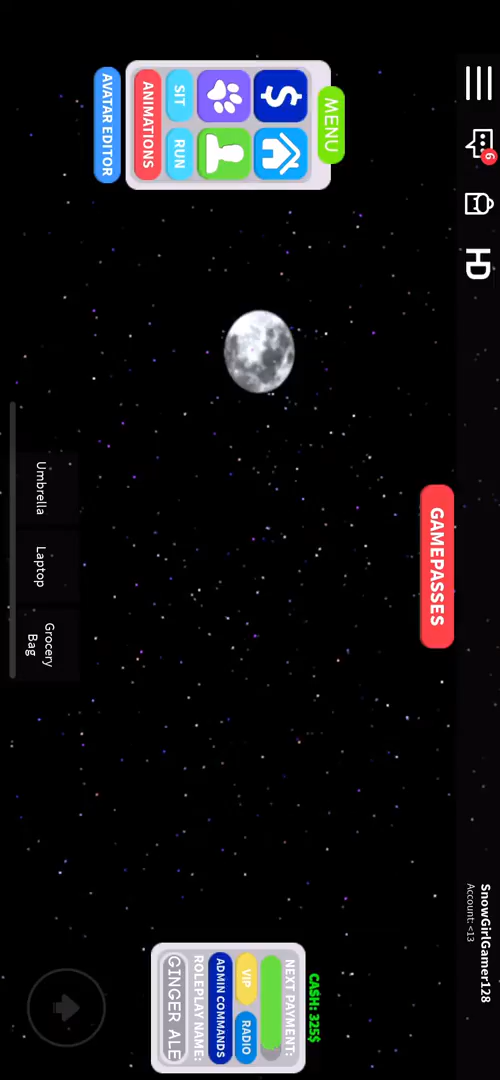 6
HD
SnowGirlGamer128
Account: <13
GAMEPASSES
MENU
$
SIT
RUN
ANIMATIONS
AVATAR EDITOR
CASH: 325$
NEXT PAYMENT:
VIP
RADIO
ADMIN COMMANDS
ROLEPLAY NAME:
GINGER ALE
Umbrella
Laptop
Grocery
Bag